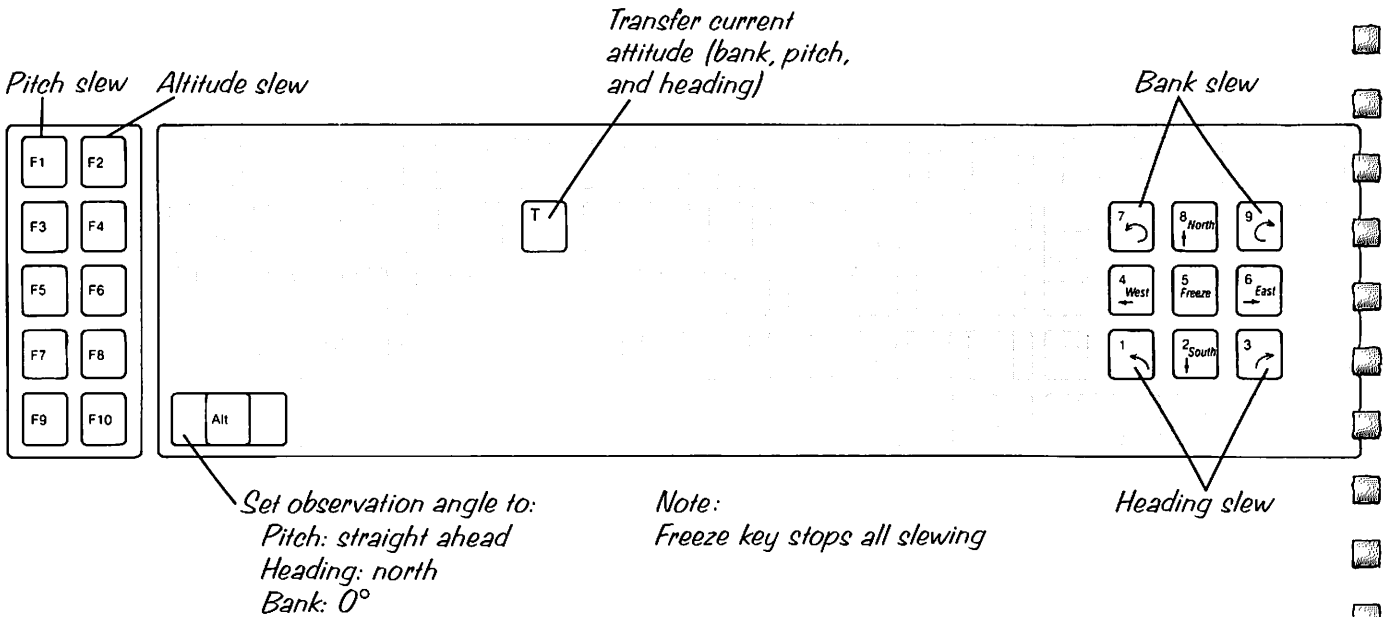 Transfer current
attitude (bank, pitch,
and heading)
Pitch slew
Altitude slew
Bank slew
F1
F2
T
F3
F4
7
8 North
9
F5
F6
4 West
5 Freeze
6 East
F7
F8
1
2 South
3
F9
F10
Alt
Set observation angle to:
Pitch: straight ahead
Heading: north
Bank: 0°
Note:
Freeze key stops all slewing
Heading slew